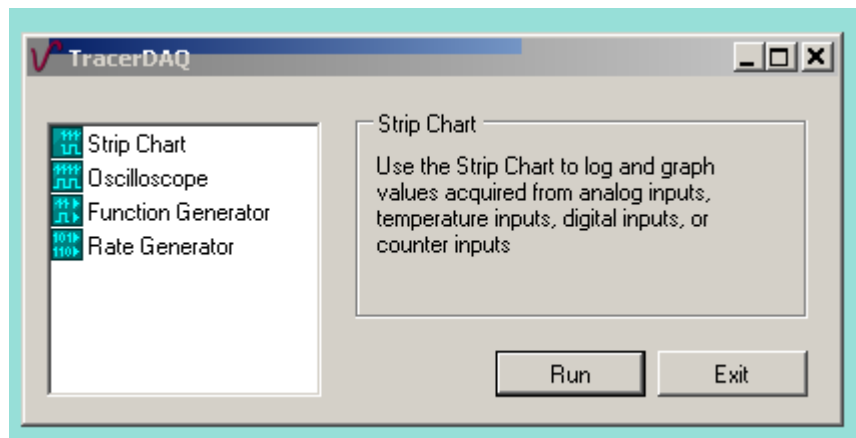 TracerDAQ
Strip Chart
Oscilloscope
Function Generator
Rate Generator
Strip Chart
Use the Strip Chart to log and graph
values acquired from analog inputs,
temperature inputs, digital inputs, or
counter inputs
Run
Exit